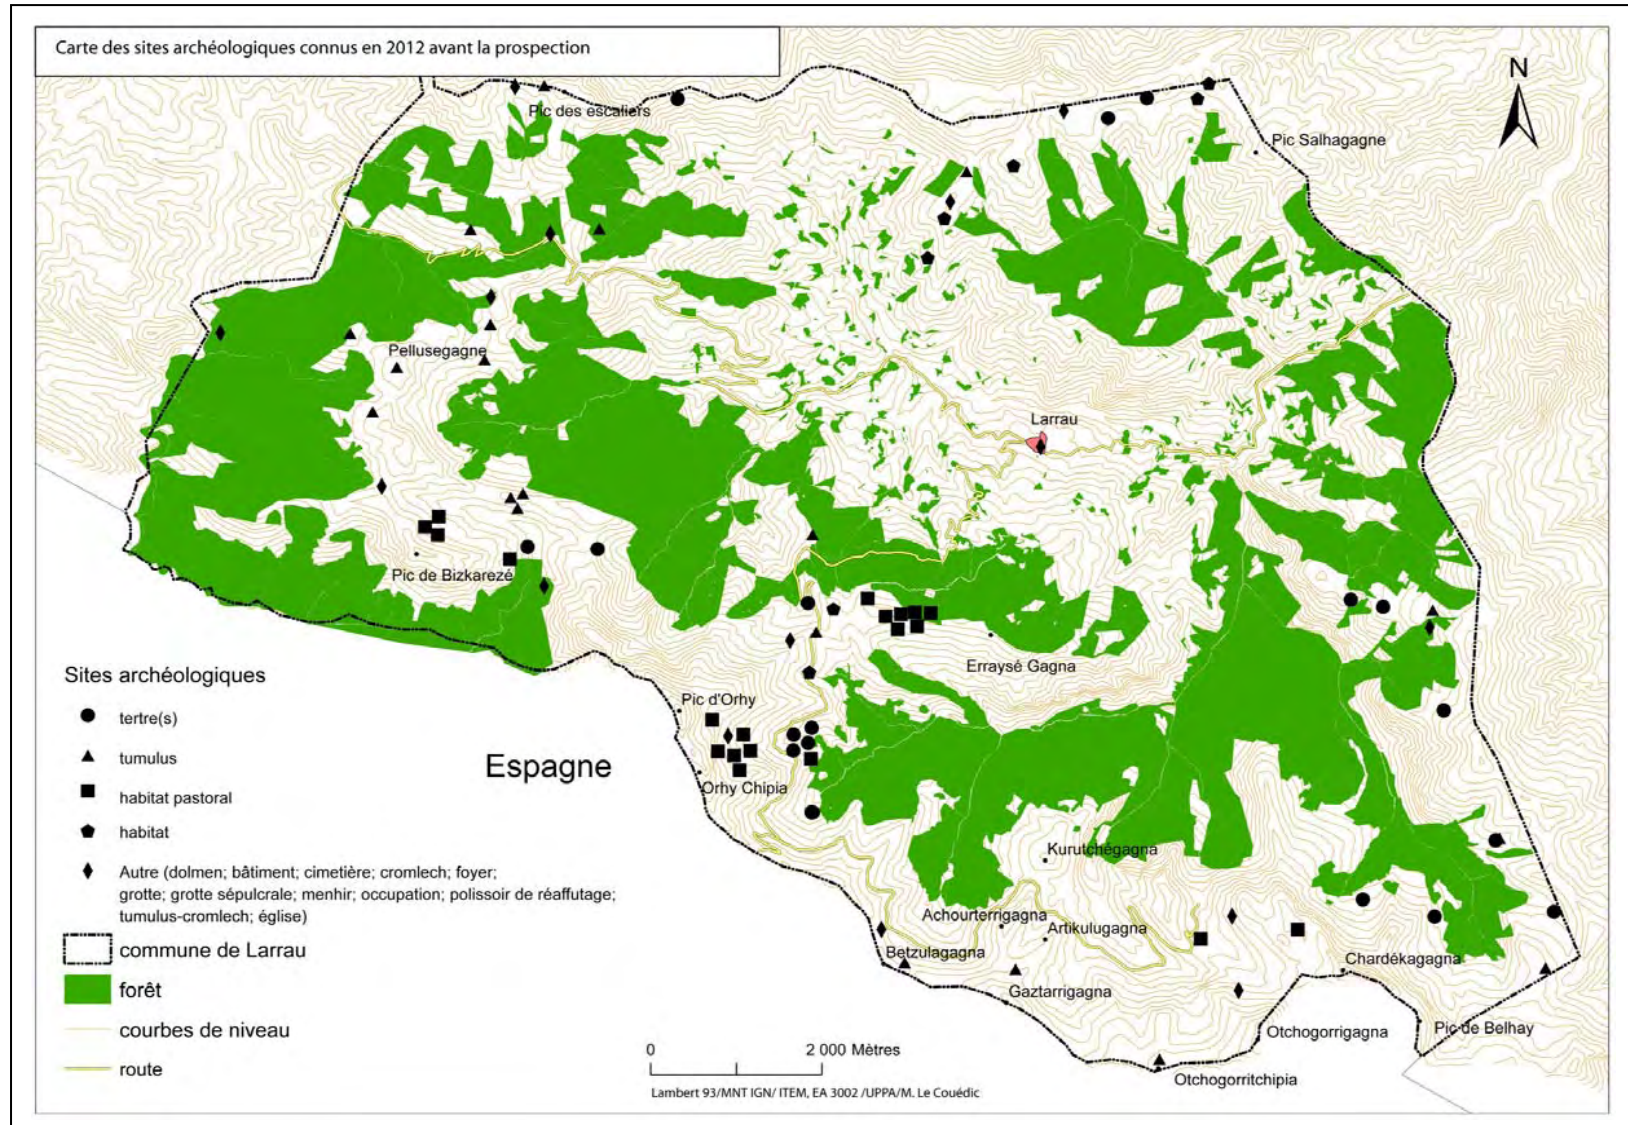 Carte des sites archéologiques connus en 2012 avant la prospection
N
Pic des escaliers
Pic Salhagagne
Pellusegagne
Larrau
Pic de Bizkarezé
Erraysé Gagna
Pic d'Orhy
Espagne
Orhy Chipia
Kurutchégagna
Achourterrigagna
Artikulugagna
Betzulagagna
Chardékagagna
Gaztarrigagna
Otchogorrigagna
Pic de Belhay
Otchogorritchipia
Sites archéologiques
tertre(s)
tumulus
habitat pastoral
habitat
Autre (dolmen; bâtiment; cimetière; cromlech; foyer;
grotte; grotte sépulcrale; menhir; occupation; polissoir de réaffutage;
tumulus-cromlech; église)
commune de Larrau
forêt
courbes de niveau
route
0 2 000 Mètres
Lambert 93/MNT IGN/ ITEM, EA 3002 /UPPA/M. Le Couédic